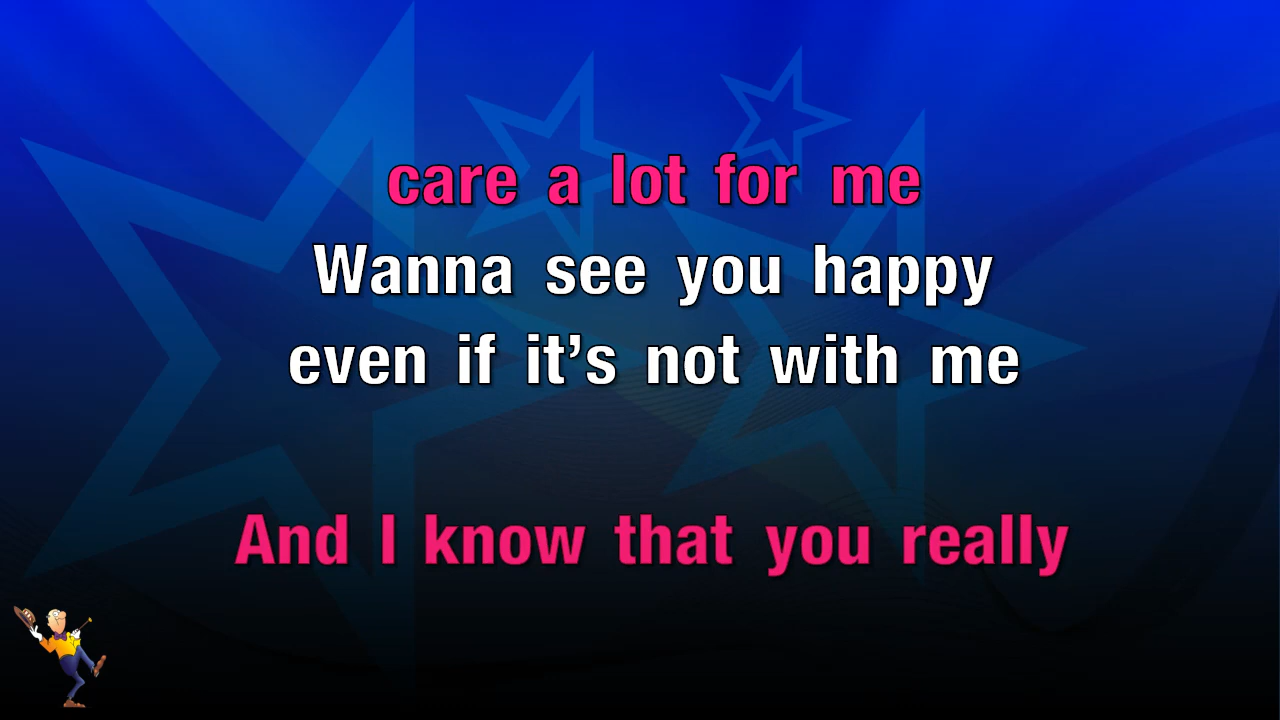 care a lot for me
Wanna see you happy
even if it’s not with me
And I know that you really